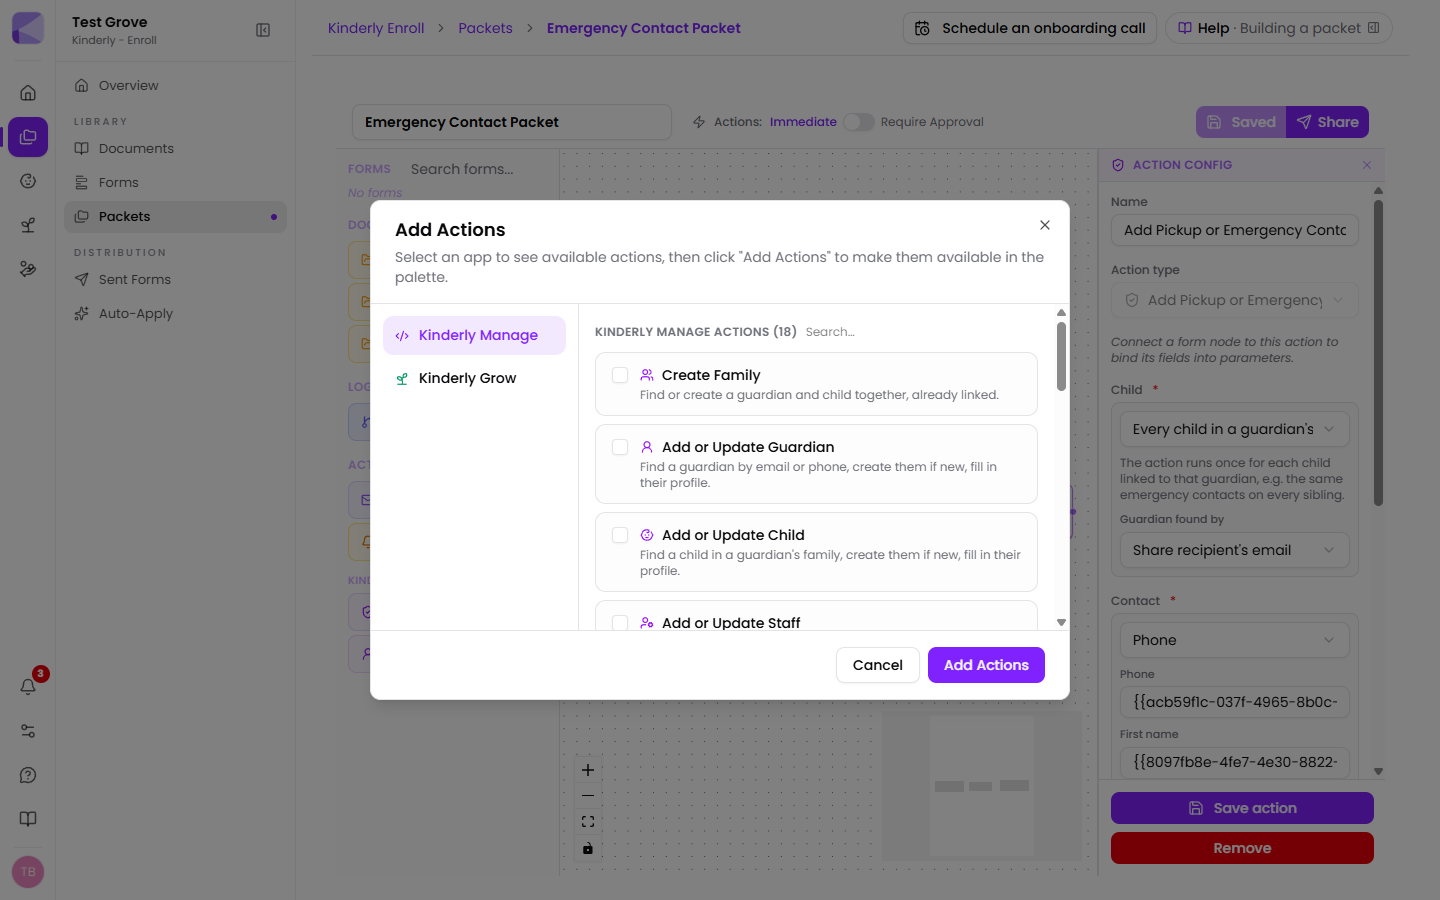 Test Grove
Kinderly - Enroll
Kinderly Enroll
Packets
Emergency Contact Packet
Schedule an onboarding call
Help · Building a packet
Overview
LIBRARY
Documents
Forms
Packets
DISTRIBUTION
Sent Forms
Auto-Apply
3
TB
Emergency Contact Packet
Actions: Immediate
Require Approval
Saved
Share
FORMS
Search forms...
No forms
Add Actions
Select an app to see available actions, then click "Add Actions" to make them available in the
palette.
Kinderly Manage
Kinderly Grow
KINDERLY MANAGE ACTIONS (18)
Search...
Create Family
Find or create a guardian and child together, already linked.
Add or Update Guardian
Find a guardian by email or phone, create them if new, fill in
their profile.
Add or Update Child
Find a child in a guardian's family, create them if new, fill in their
profile.
Add or Update Staff
Cancel
Add Actions
ACTION CONFIG
Name
Add Pickup or Emergency Conta
Action type
Add Pickup or Emergency
Connect a form node to this action to
bind its fields into parameters.
Child *
Every child in a guardian's
The action runs once for each child
linked to that guardian, e.g. the same
emergency contacts on every sibling.
Guardian found by
Share recipient's email
Contact *
Phone
Phone
{{acb59f1c-037f-4965-8b0c-
First name
{{8097fb8e-4fe7-4e30-8822-
Save action
Remove